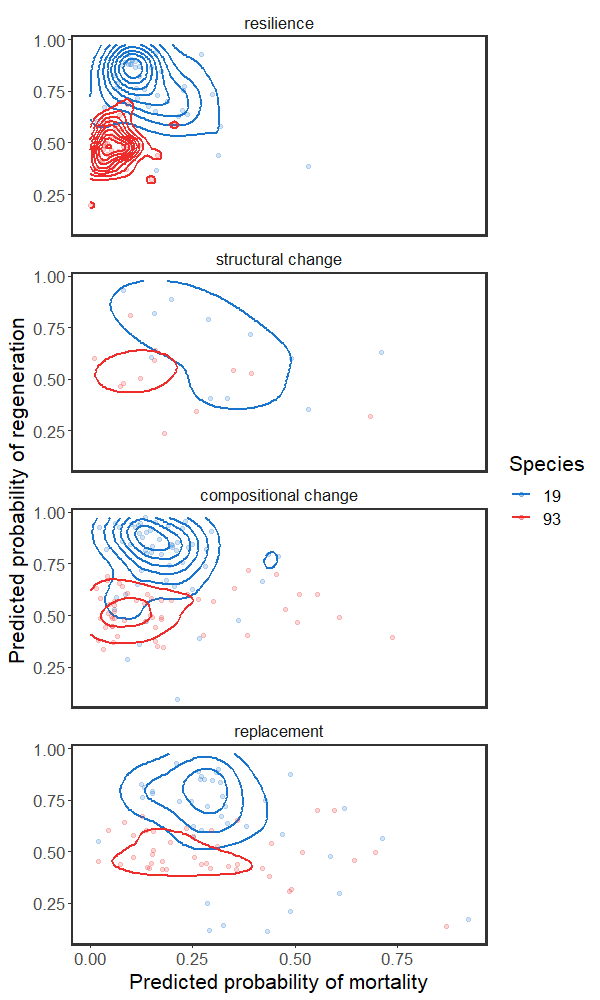 resilience
1.00
0.75
0.50
0.25
structural change
1.00
0.75
0.50
0.25
compositional change
1.00
0.75
0.50
0.25
replacement
1.00
0.75
0.50
0.25
0.00 0.25 0.50 0.75
Predicted probability of mortality
Predicted probability of regeneration
Species
19
93